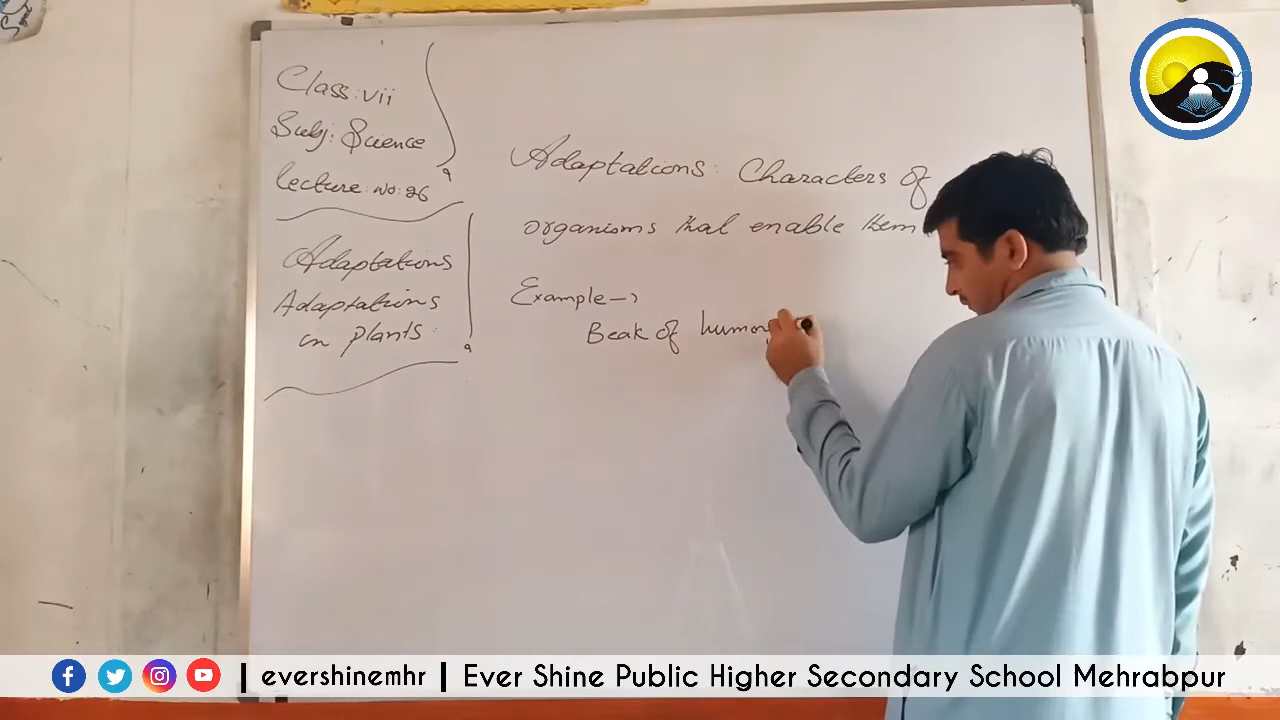 Class: vii
Subj: Science
Lecture: No: 26
Adaptations
Adaptations
in plants
Adaptations: Characters of
organisms that enable them
Example →
Beak of humon
| evershinemhr | Ever Shine Public Higher Secondary School Mehrabpur